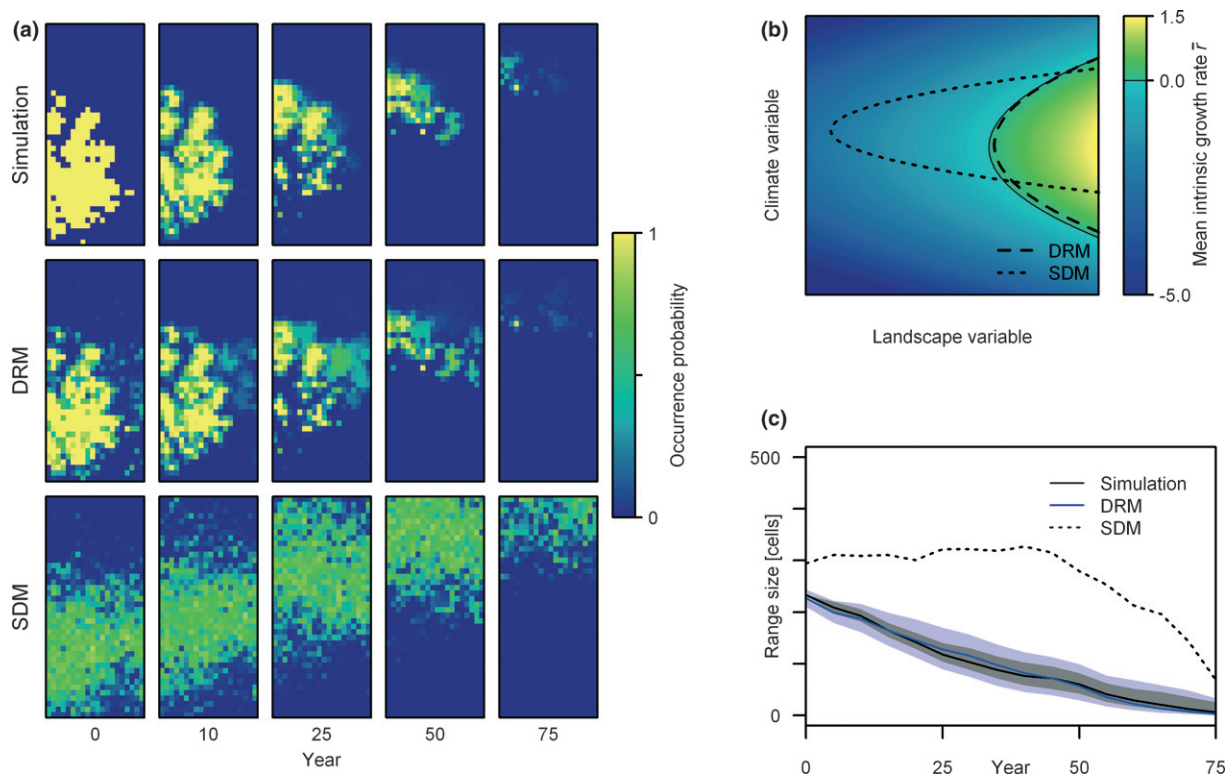 (a)
Simulation
DRM
SDM
0
10
25
50
75
Year
1
0
Occurrence probability
(b)
Climate variable
Landscape variable
DRM
SDM
1.5
0.0
-5.0
Mean intrinsic growth rate r̄
(c)
Range size [cells]
500
0
Simulation
DRM
SDM
0
25
Year
50
75